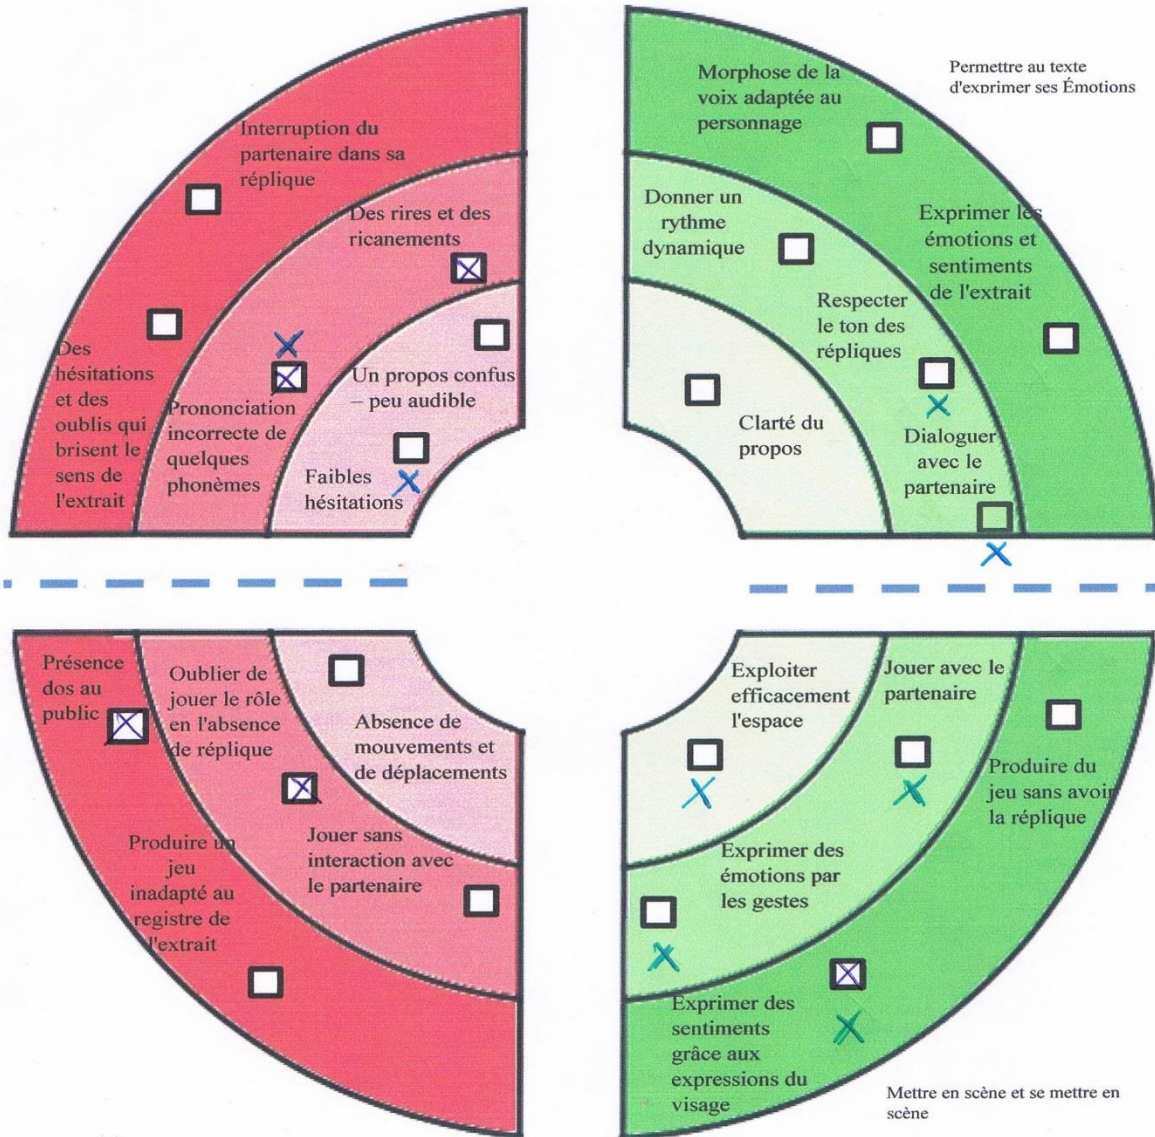 Interruption du
partenaire dans sa
réplique
Des rires et des
ricanements
Des
hésitations
et des
oublis qui
brisent le
sens de
l'extrait
Prononciation
incorrecte de
quelques
phonèmes
Un propos confus
– peu audible
Faibles
hésitations
Permettre au texte
d'exprimer ses Émotions
Morphose de la
voix adaptée au
personnage
Donner un
rythme
dynamique
Exprimer les
émotions et
sentiments
de l'extrait
Respecter
le ton des
répliques
Clarté du
propos
Dialoguer
avec le
partenaire
Présence
dos au
public
Oublier de
jouer le rôle
en l'absence
de réplique
Absence de
mouvements et
de déplacements
Produire un
jeu
inadapté au
registre de
l'extrait
Jouer sans
interaction avec
le partenaire
Exploiter
efficacement
l'espace
Jouer avec le
partenaire
Produire du
jeu sans avoir
la réplique
Exprimer des
émotions par
les gestes
Exprimer des
sentiments
grâce aux
expressions du
visage
Mettre en scène et se mettre en
scène